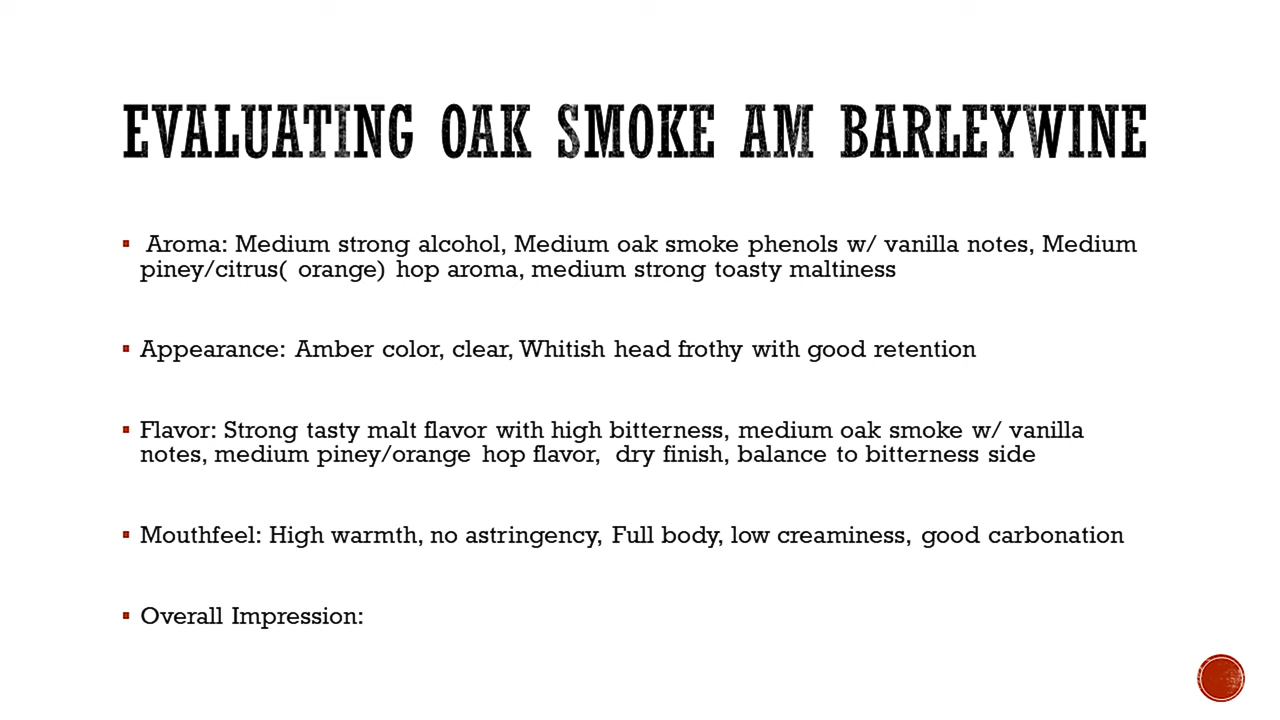 EVALUATING OAK SMOKE AM BARLEYWINE
▪ Aroma: Medium strong alcohol, Medium oak smoke phenols w/ vanilla notes, Medium
piney/citrus( orange) hop aroma, medium strong toasty maltiness
▪ Appearance: Amber color, clear, Whitish head frothy with good retention
▪ Flavor: Strong tasty malt flavor with high bitterness, medium oak smoke w/ vanilla
notes, medium piney/orange hop flavor, dry finish, balance to bitterness side
▪ Mouthfeel: High warmth, no astringency, Full body, low creaminess, good carbonation
▪ Overall Impression: